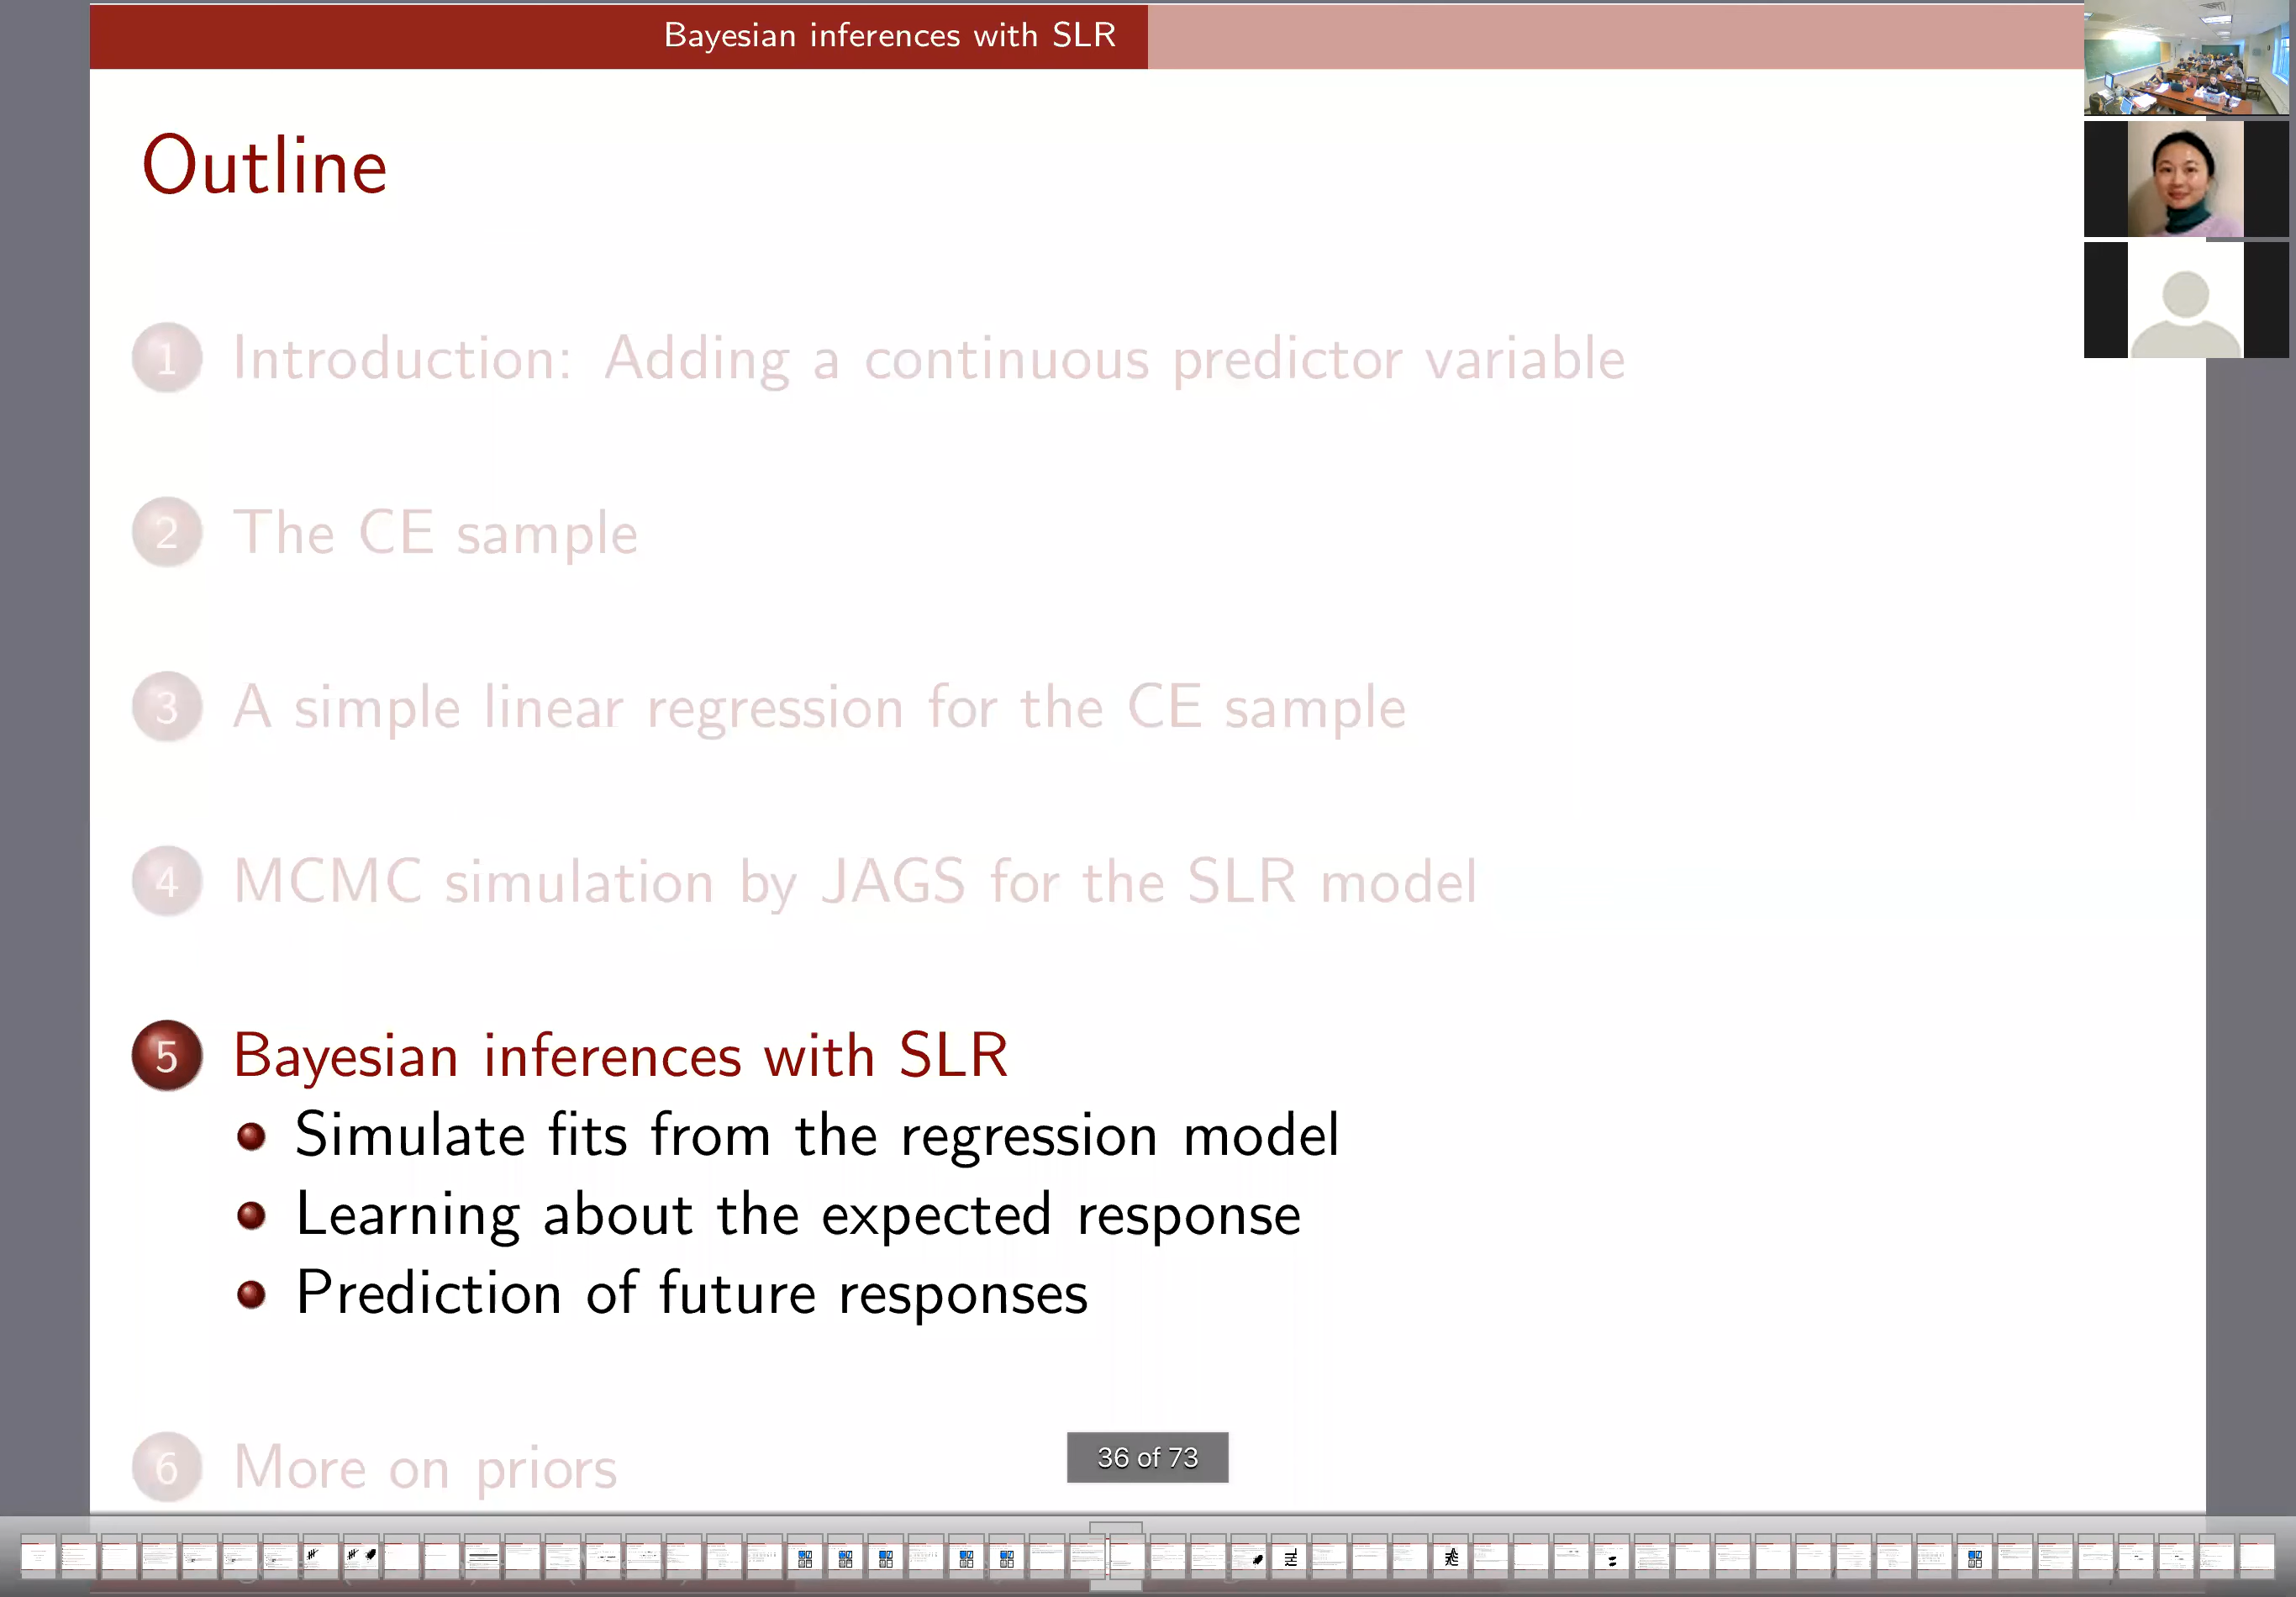 Bayesian inferences with SLR
Outline
1 Introduction: Adding a continuous predictor variable
2 The CE sample
3 A simple linear regression for the CE sample
4 MCMC simulation by JAGS for the SLR model
5 Bayesian inferences with SLR
Simulate fits from the regression model
Learning about the expected response
Prediction of future responses
6 More on priors
36 of 73